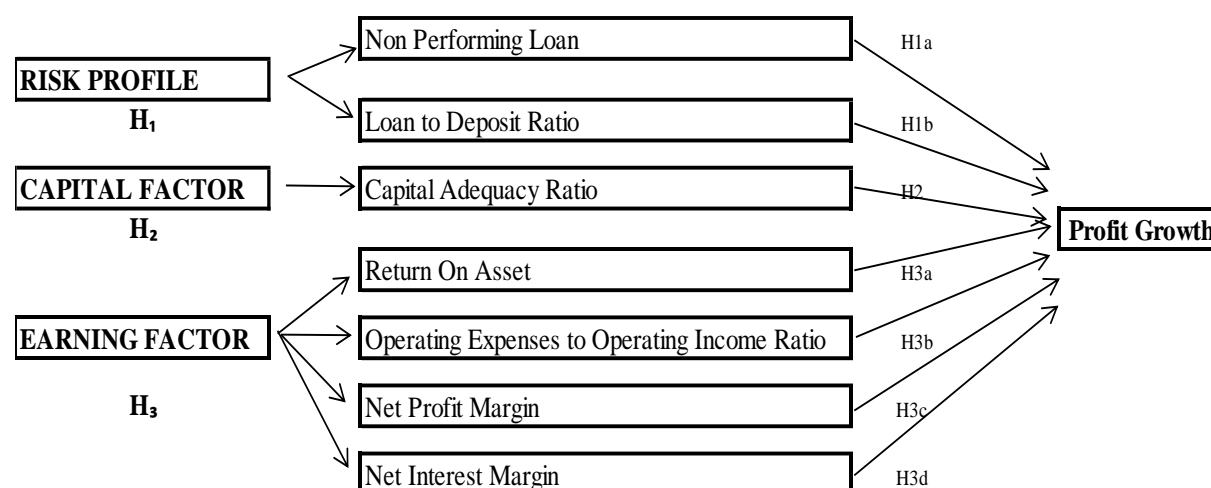 Non Performing Loan
H1a
RISK PROFILE
H₁
Loan to Deposit Ratio
H1b
CAPITAL FACTOR
Capital Adequacy Ratio
H2
H₂
Profit Growth
Return On Asset
H3a
EARNING FACTOR
Operating Expenses to Operating Income Ratio
H3b
H₃
Net Profit Margin
H3c
Net Interest Margin
H3d